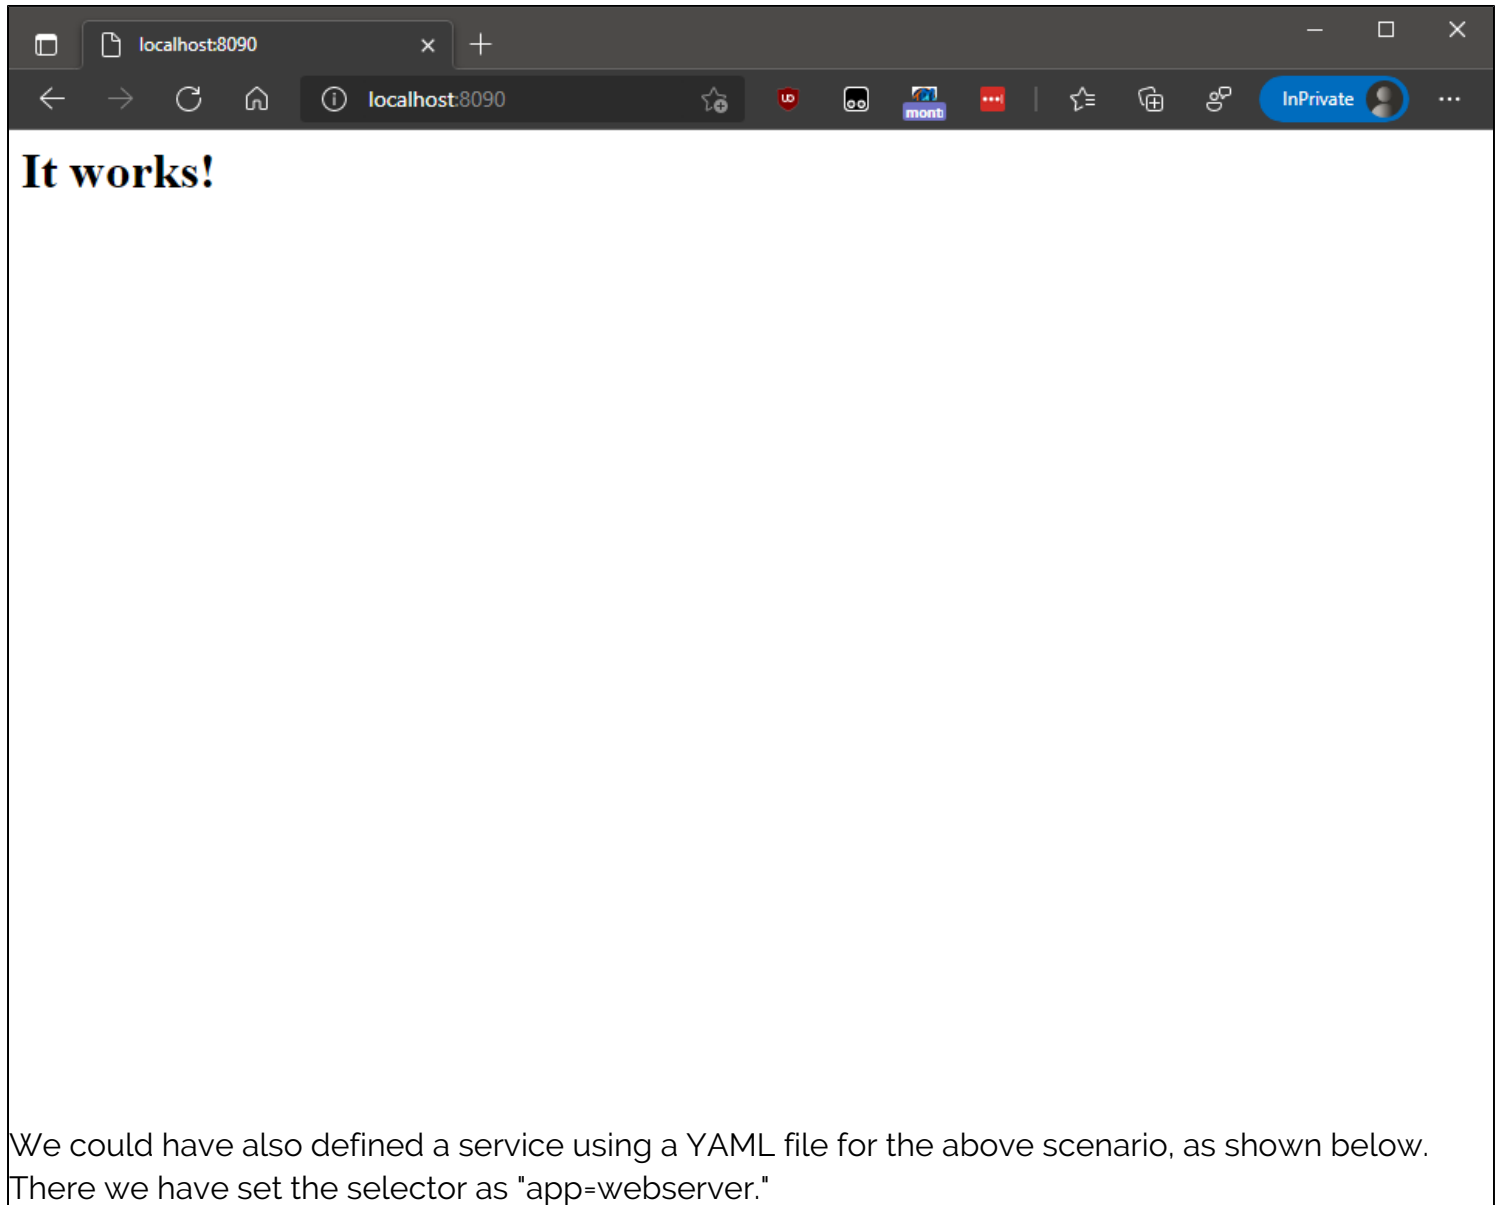 localhost:8090
localhost:8090
mont
InPrivate
It works!
We could have also defined a service using a YAML file for the above scenario, as shown below.
There we have set the selector as "app=webserver."